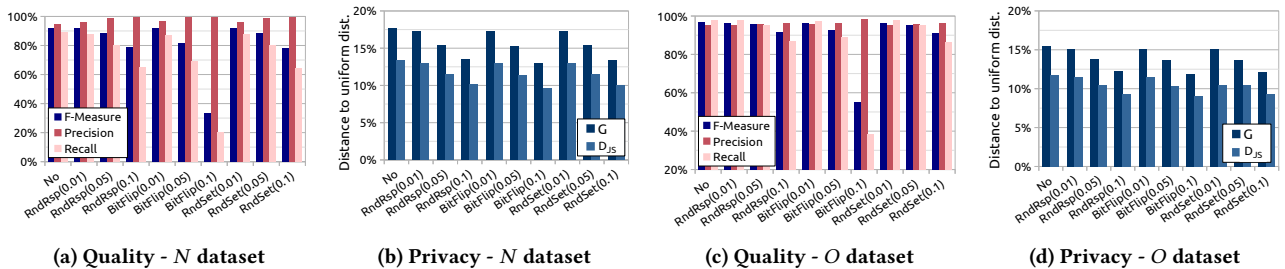 100%
80%
60%
40%
20%
0%
F-Measure
Precision
Recall
No
RndRsp(0.01)
RndRsp(0.05)
RndRsp(0.1)
BitFlip(0.01)
BitFlip(0.05)
BitFlip(0.1)
RndSet(0.01)
RndSet(0.05)
RndSet(0.1)
(a) Quality - N dataset
Distance to uniform dist.
20%
15%
10%
5%
0%
G
DJS
No
RndRsp(0.01)
RndRsp(0.05)
RndRsp(0.1)
BitFlip(0.01)
BitFlip(0.05)
BitFlip(0.1)
RndSet(0.01)
RndSet(0.05)
RndSet(0.1)
(b) Privacy - N dataset
100%
80%
60%
40%
20%
F-Measure
Precision
Recall
No
RndRsp(0.01)
RndRsp(0.05)
RndRsp(0.1)
BitFlip(0.01)
BitFlip(0.05)
BitFlip(0.1)
RndSet(0.01)
RndSet(0.05)
RndSet(0.1)
(c) Quality - O dataset
Distance to uniform dist.
20%
15%
10%
5%
0%
G
DJS
No
RndRsp(0.01)
RndRsp(0.05)
RndRsp(0.1)
BitFlip(0.01)
BitFlip(0.05)
BitFlip(0.1)
RndSet(0.01)
RndSet(0.05)
RndSet(0.1)
(d) Privacy - O dataset